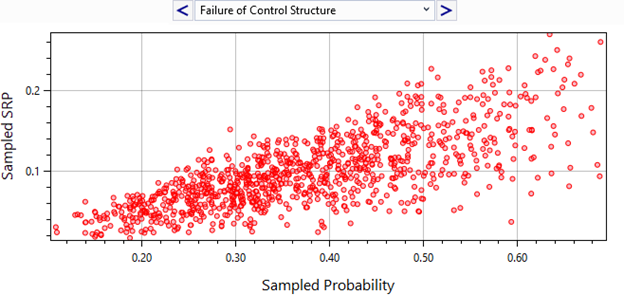 < Failure of Control Structure >
Sampled SRP
0.2
0.1
0.20 0.30 0.40 0.50 0.60
Sampled Probability